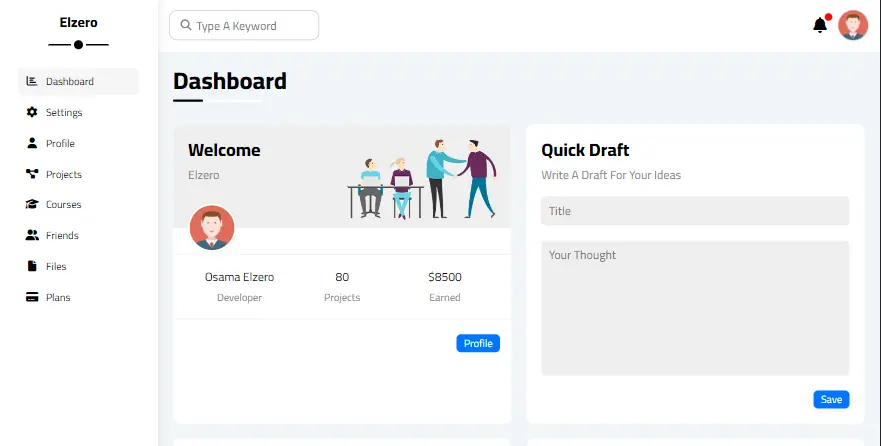 Elzero
Dashboard
Settings
Profile
Projects
Courses
Friends
Files
Plans
Type A Keyword
Dashboard
Welcome
Elzero
Osama Elzero
Developer
80
Projects
$8500
Earned
Profile
Quick Draft
Write A Draft For Your Ideas
Title
Your Thought
Save